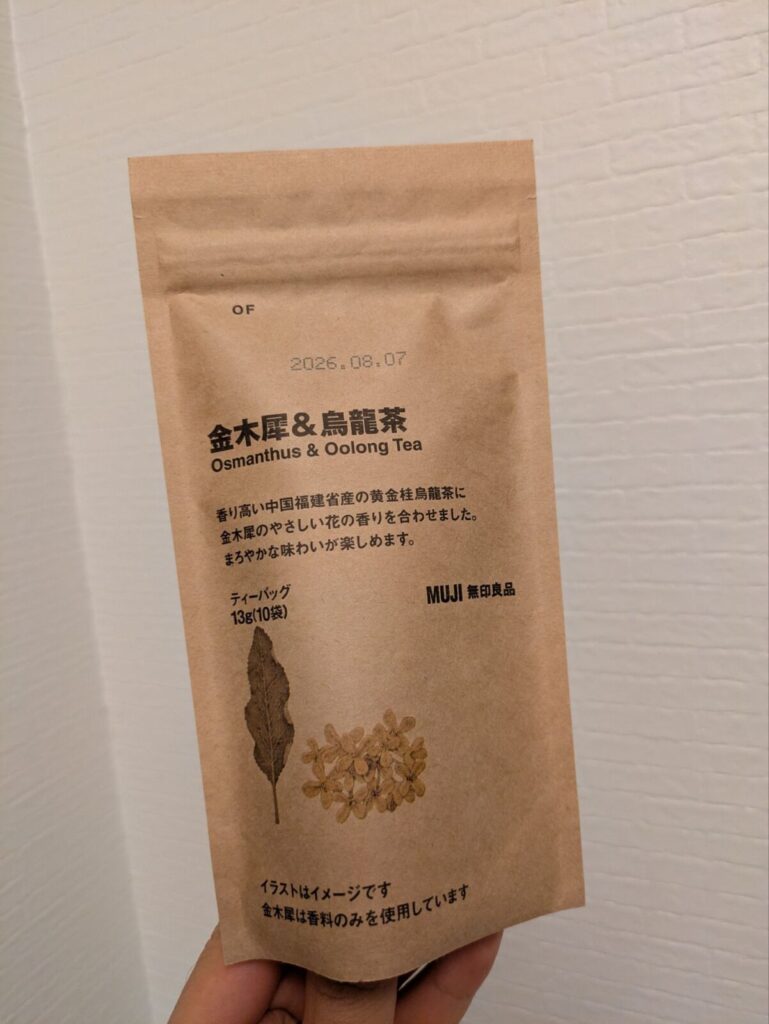 OF
2026.08.07
金木犀&烏龍茶
Osmanthus & Oolong Tea
香り高い中国福建省産の黄金桂烏龍茶に
金木犀のやさしい花の香りを合わせました。
まろやかな味わいが楽しめます。
ティーバッグ
13g(10袋)
MUJI 無印良品
イラストはイメージです
金木犀は香料のみを使用しています